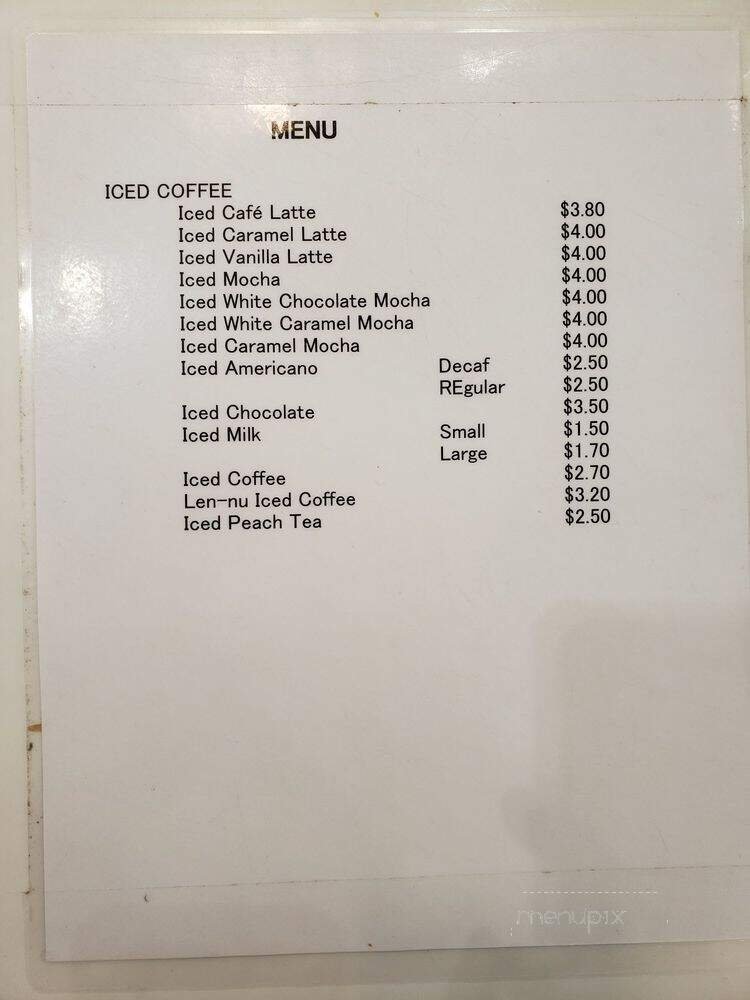 MENU
ICED COFFEE
Iced Café Latte $3.80
Iced Caramel Latte $4.00
Iced Vanilla Latte $4.00
Iced Mocha $4.00
Iced White Chocolate Mocha $4.00
Iced White Caramel Mocha $4.00
Iced Caramel Mocha $4.00
Iced Americano Decaf $2.50
REgular $2.50
Iced Chocolate $3.50
Iced Milk Small $1.50
Large $1.70
Iced Coffee $2.70
Len-nu Iced Coffee $3.20
Iced Peach Tea $2.50
menupix